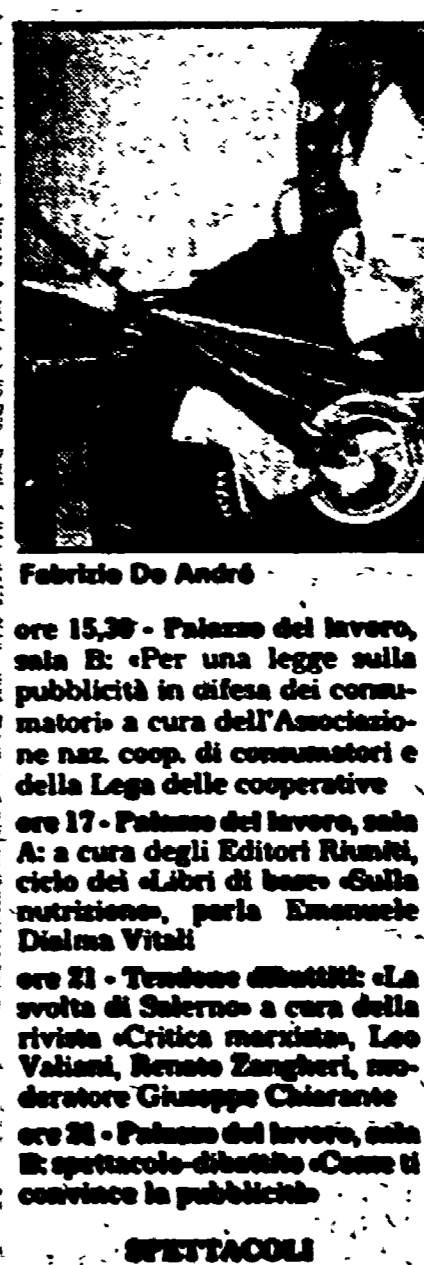 Fabrizio De André
ore 15,30 - Palazzo del lavoro,
sala B: «Per una legge sulla
pubblicità in difesa dei consu-
matori» a cura dell'Associazio-
ne naz. coop. di consumatori e
della Lega delle cooperative
ore 17 - Palazzo del lavoro, sala
A: a cura degli Editori Riuniti,
ciclo dei «Libri di base» «Sulla
nutrizione», parla Emanuele
Dialma Vitali
ore 21 - Tendone dibattiti: «La
svolta di Salerno» a cura della
rivista «Critica marxista», Leo
Valiani, Renato Zangheri, mo-
deratore Giuseppe Chiarante
ore - Palazzo del lavoro, sala
B: spettacolo-dibattito «Come ti
convince la pubblicità»
SPETTACOLI